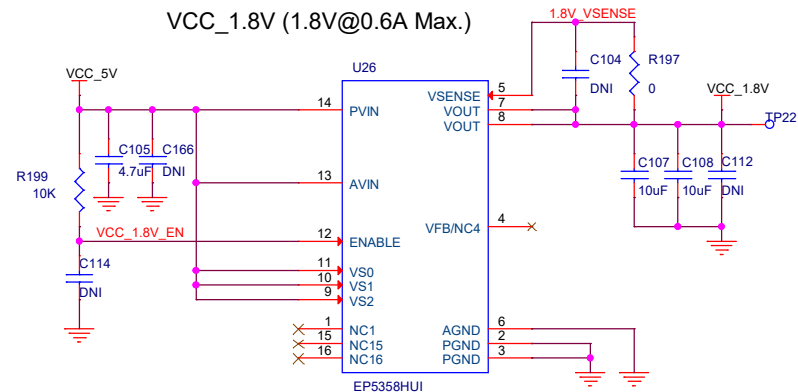 VCC_1.8V (1.8V@0.6A Max.)
1.8V_VSENSE
U26
C104
DNI
R197
0
VCC_5V
VCC_1.8V
TP22
14 PVIN
VSENSE 5
VOUT 7
VOUT 8
C105
4.7uF
C166
DNI
R199
10K
13 AVIN
C107
10uF
C108
10uF
C112
DNI
VCC_1.8V_EN
12 ENABLE
VFB/NC4 4
C114
DNI
11 VS0
10 VS1
9 VS2
1 NC1
15 NC15
16 NC16
AGND 6
PGND 2
PGND 3
EP5358HUI